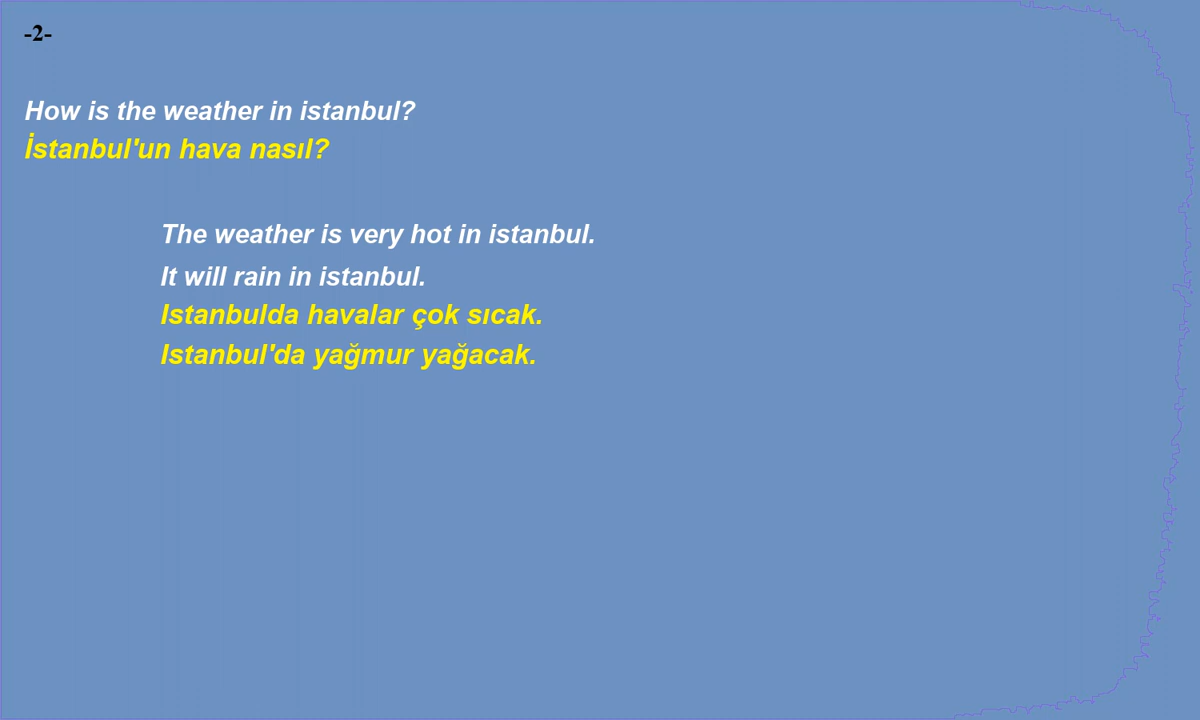 -2-
How is the weather in istanbul?
İstanbul'un hava nasıl?
The weather is very hot in istanbul.
It will rain in istanbul.
Istanbulda havalar çok sıcak.
Istanbul'da yağmur yağacak.